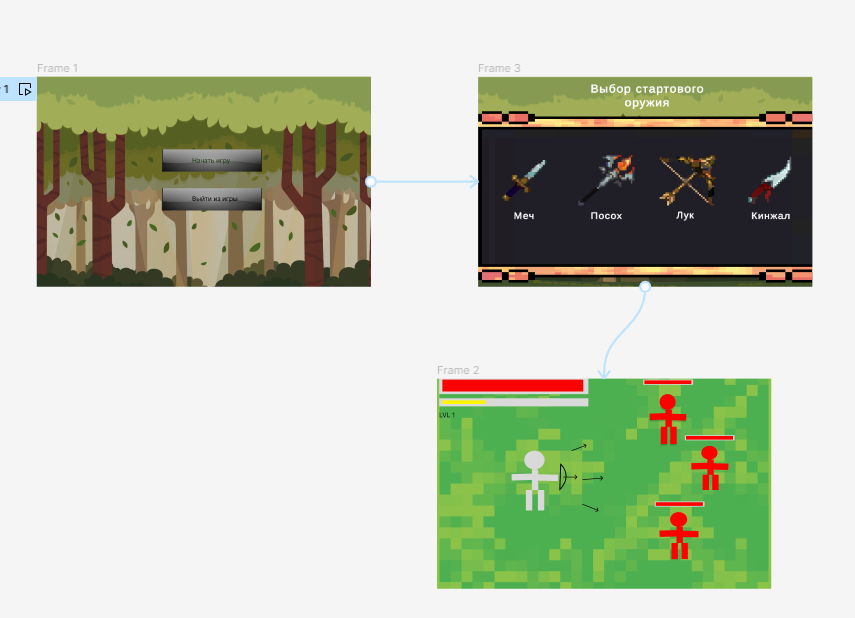 Frame 1
Frame 3
1
Начать игру
Выйти из игры
Выбор стартового
оружия
Меч
Посох
Лук
Кинжал
Frame 2
LVL 1